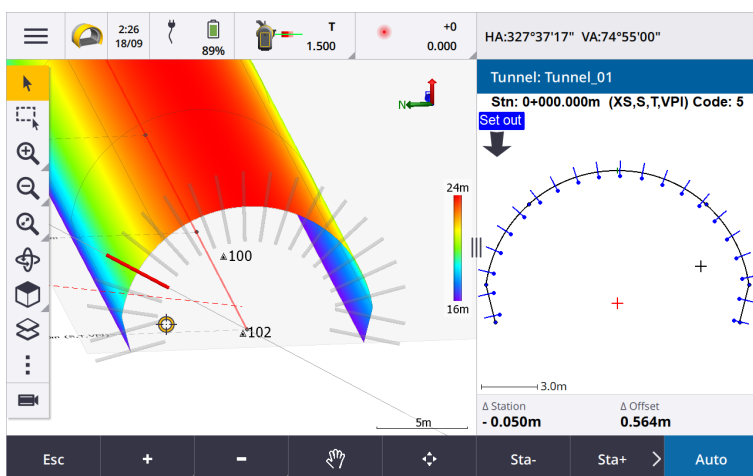 2:26
18/09
89%
T
1.500
+0
0.000
HA:327°37'17" VA:74°55'00"
Tunnel: Tunnel_01
Stn: 0+000.000m (XS,S,T,VPI) Code: 5
Set out
N
24m
16m
100
102
5m
3.0m
Δ Station
- 0.050m
Δ Offset
0.564m
Esc
+
-
Sta-
Sta+
Auto